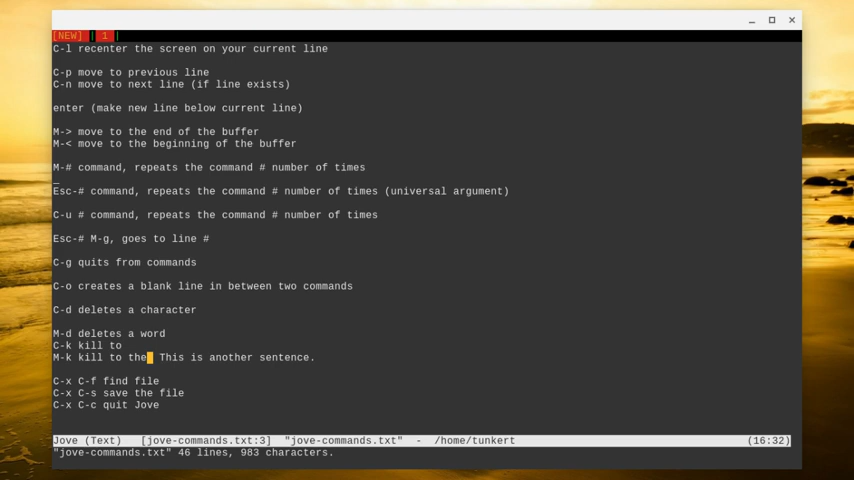 [NEW] | 1 |
C-l recenter the screen on your current line
C-p move to previous line
C-n move to next line (if line exists)
enter (make new line below current line)
M-> move to the end of the buffer
M-< move to the beginning of the buffer
M-# command, repeats the command # number of times
_
Esc-# command, repeats the command # number of times (universal argument)
C-u # command, repeats the command # number of times
Esc-# M-g, goes to line #
C-g quits from commands
C-o creates a blank line in between two commands
C-d deletes a character
M-d deletes a word
C-k kill to
M-k kill to the  This is another sentence.
C-x C-f find file
C-x C-s save the file
C-x C-c quit Jove
Jove (Text)   [jove-commands.txt:3]  "jove-commands.txt"  -  /home/tunkert (16:32)
"jove-commands.txt" 46 lines, 983 characters.